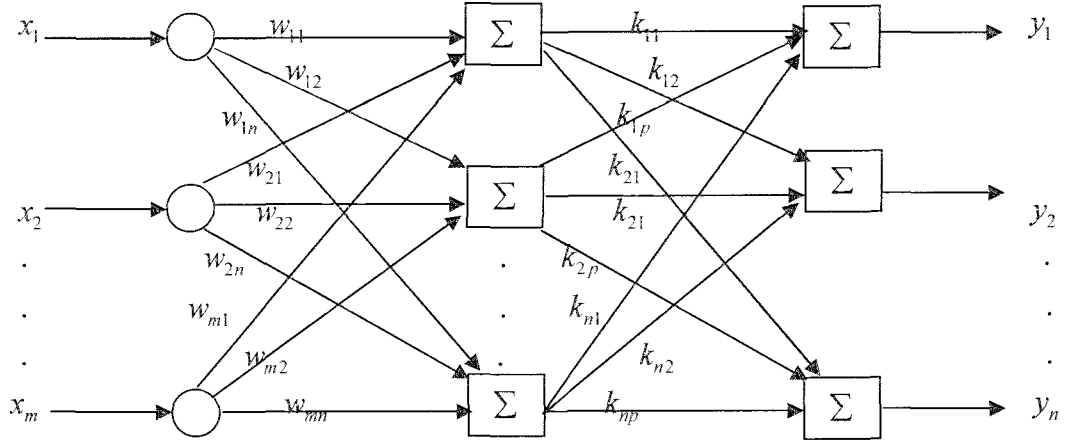 x₁ w₁₁ Σ k₁₁ Σ y₁
w₁₂ k₁₂
w₁ₙ k₁ₚ
w₂₁ Σ k₂₁ Σ
x₂ w₂₂ k₂₁ y₂
w₂ₙ k₂ₚ
. . .
wₘ₁ kₙ₁
. . .
wₘ₂ kₙ₂
. . .
xₘ wₘₙ Σ kₙₚ Σ yₙ